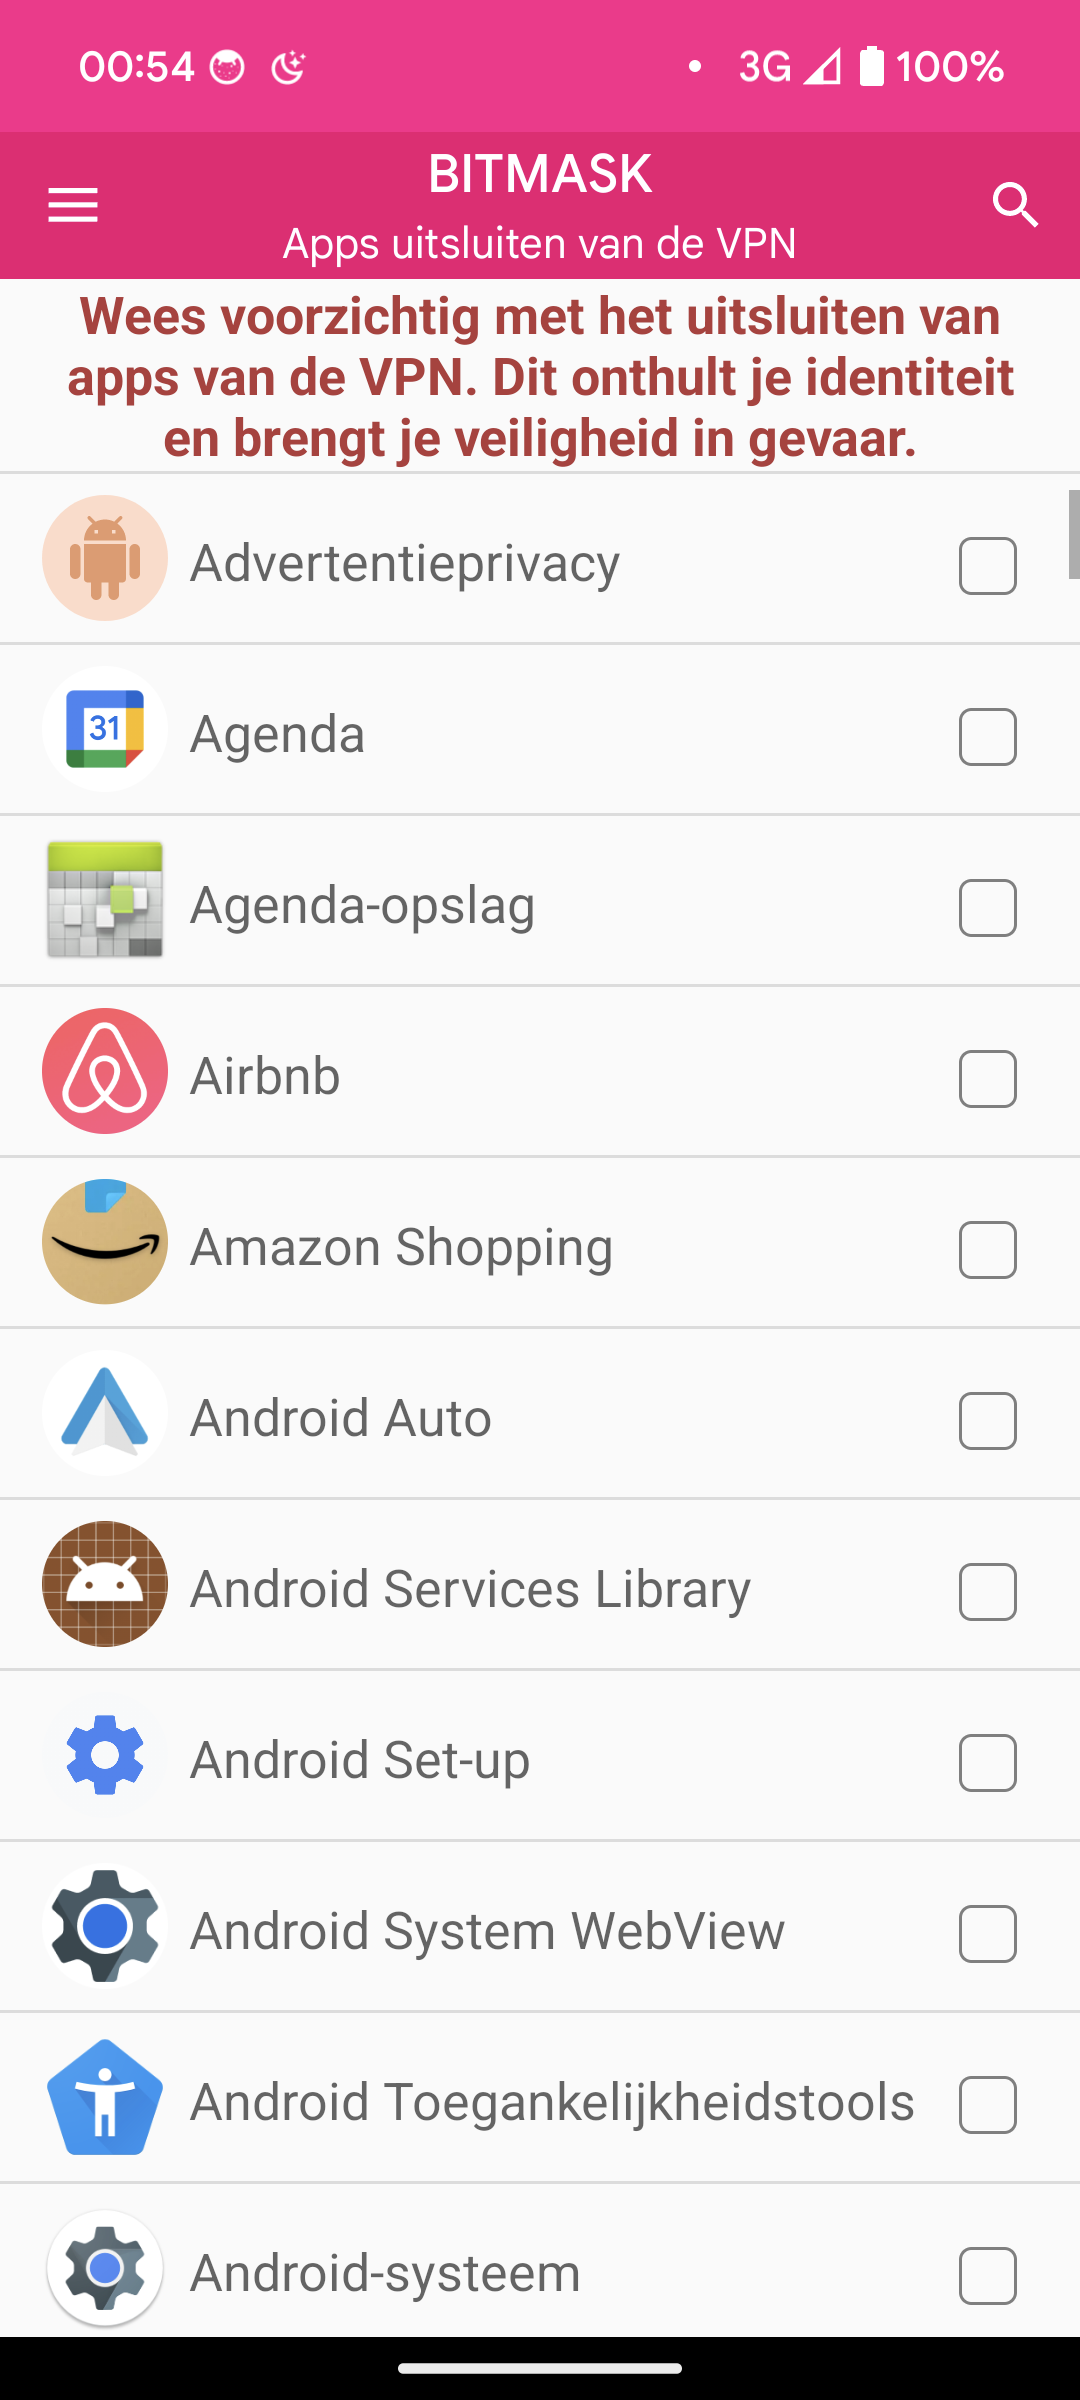 00:54
3G
100%
BITMASK
Apps uitsluiten van de VPN
Wees voorzichtig met het uitsluiten van
apps van de VPN. Dit onthult je identiteit
en brengt je veiligheid in gevaar.
Advertentieprivacy
31
Agenda
Agenda-opslag
Airbnb
Amazon Shopping
Android Auto
Android Services Library
Android Set-up
Android System WebView
Android Toegankelijkheidstools
Android-systeem